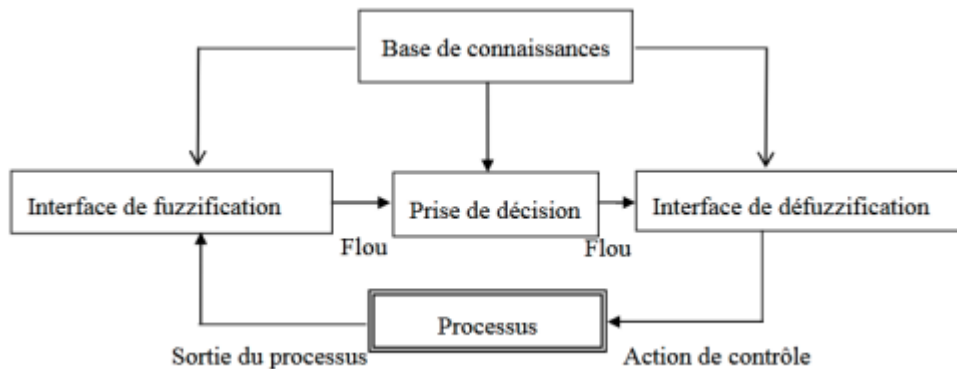 Base de connaissances
Interface de fuzzification
Prise de décision
Interface de défuzzification
Flou
Flou
Processus
Sortie du processus
Action de contrôle